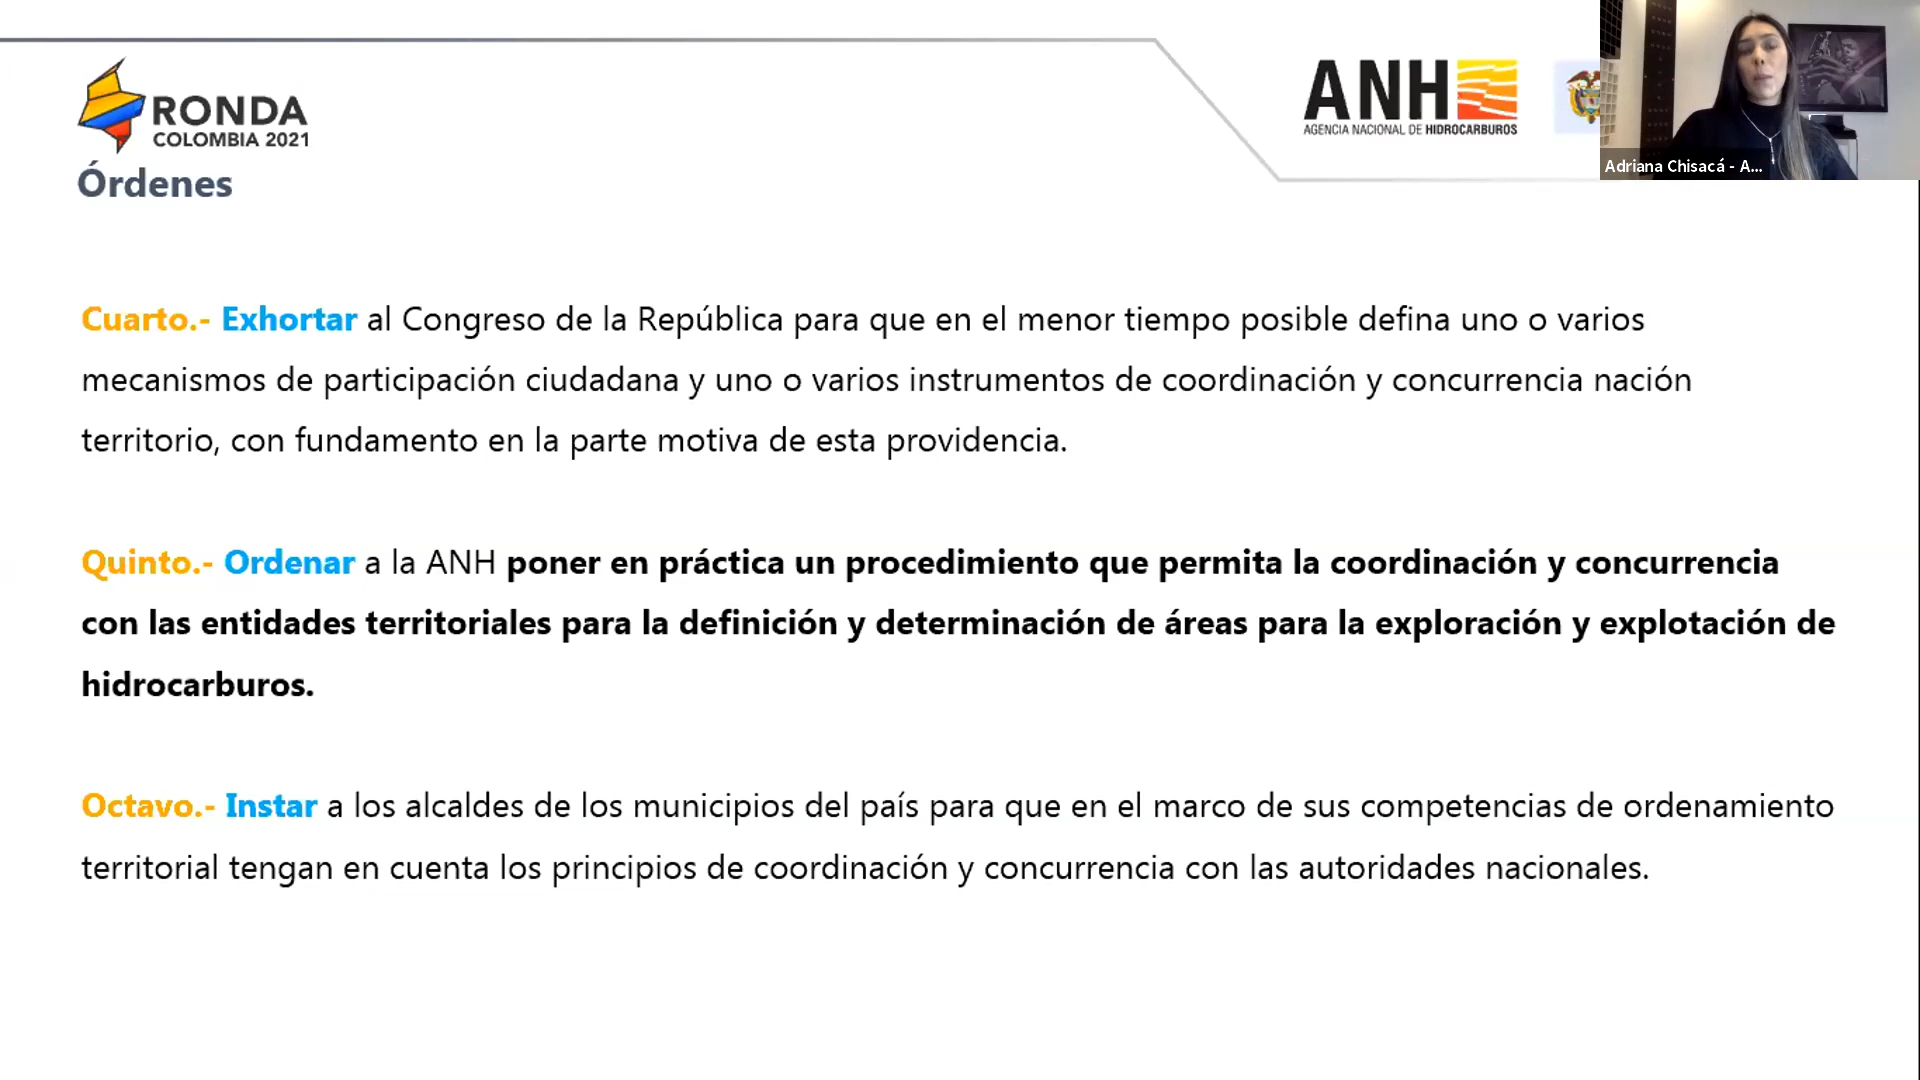 RONDA
COLOMBIA 2021
ANH
AGENCIA NACIONAL DE HIDROCARBUROS
Adriana Chisacá - A...
Órdenes
Cuarto.- Exhortar al Congreso de la República para que en el menor tiempo posible defina uno o varios
mecanismos de participación ciudadana y uno o varios instrumentos de coordinación y concurrencia nación
territorio, con fundamento en la parte motiva de esta providencia.
Quinto.- Ordenar a la ANH poner en práctica un procedimiento que permita la coordinación y concurrencia
con las entidades territoriales para la definición y determinación de áreas para la exploración y explotación de
hidrocarburos.
Octavo.- Instar a los alcaldes de los municipios del país para que en el marco de sus competencias de ordenamiento
territorial tengan en cuenta los principios de coordinación y concurrencia con las autoridades nacionales.